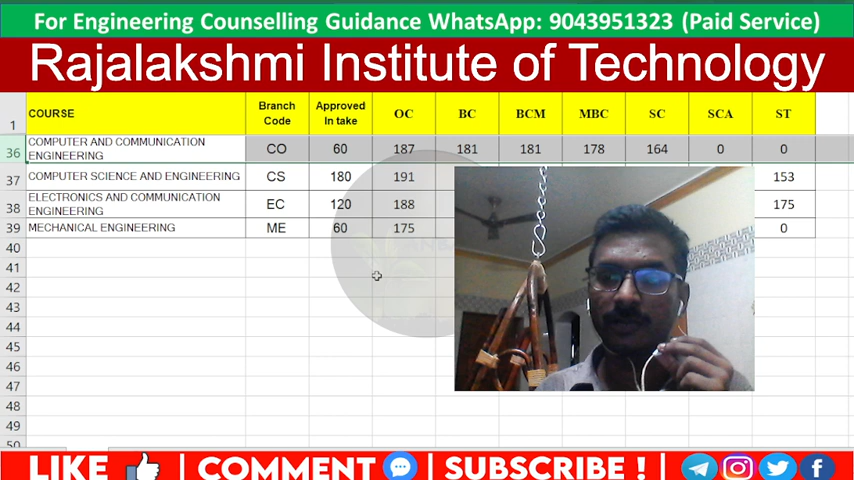 For Engineering Counselling Guidance WhatsApp: 9043951323 (Paid Service)
Rajalakshmi Institute of Technology
1 COURSE Branch Code Approved In take OC BC BCM MBC SC SCA ST
36 COMPUTER AND COMMUNICATION ENGINEERING CO 60 187 181 181 178 164 0 0
37 COMPUTER SCIENCE AND ENGINEERING CS 180 191 153
38 ELECTRONICS AND COMMUNICATION ENGINEERING EC 120 188 175
39 MECHANICAL ENGINEERING ME 60 175 0
40
41
42
43
44
45
46
47
48
49
50
LIKE | COMMENT | SUBSCRIBE ! |